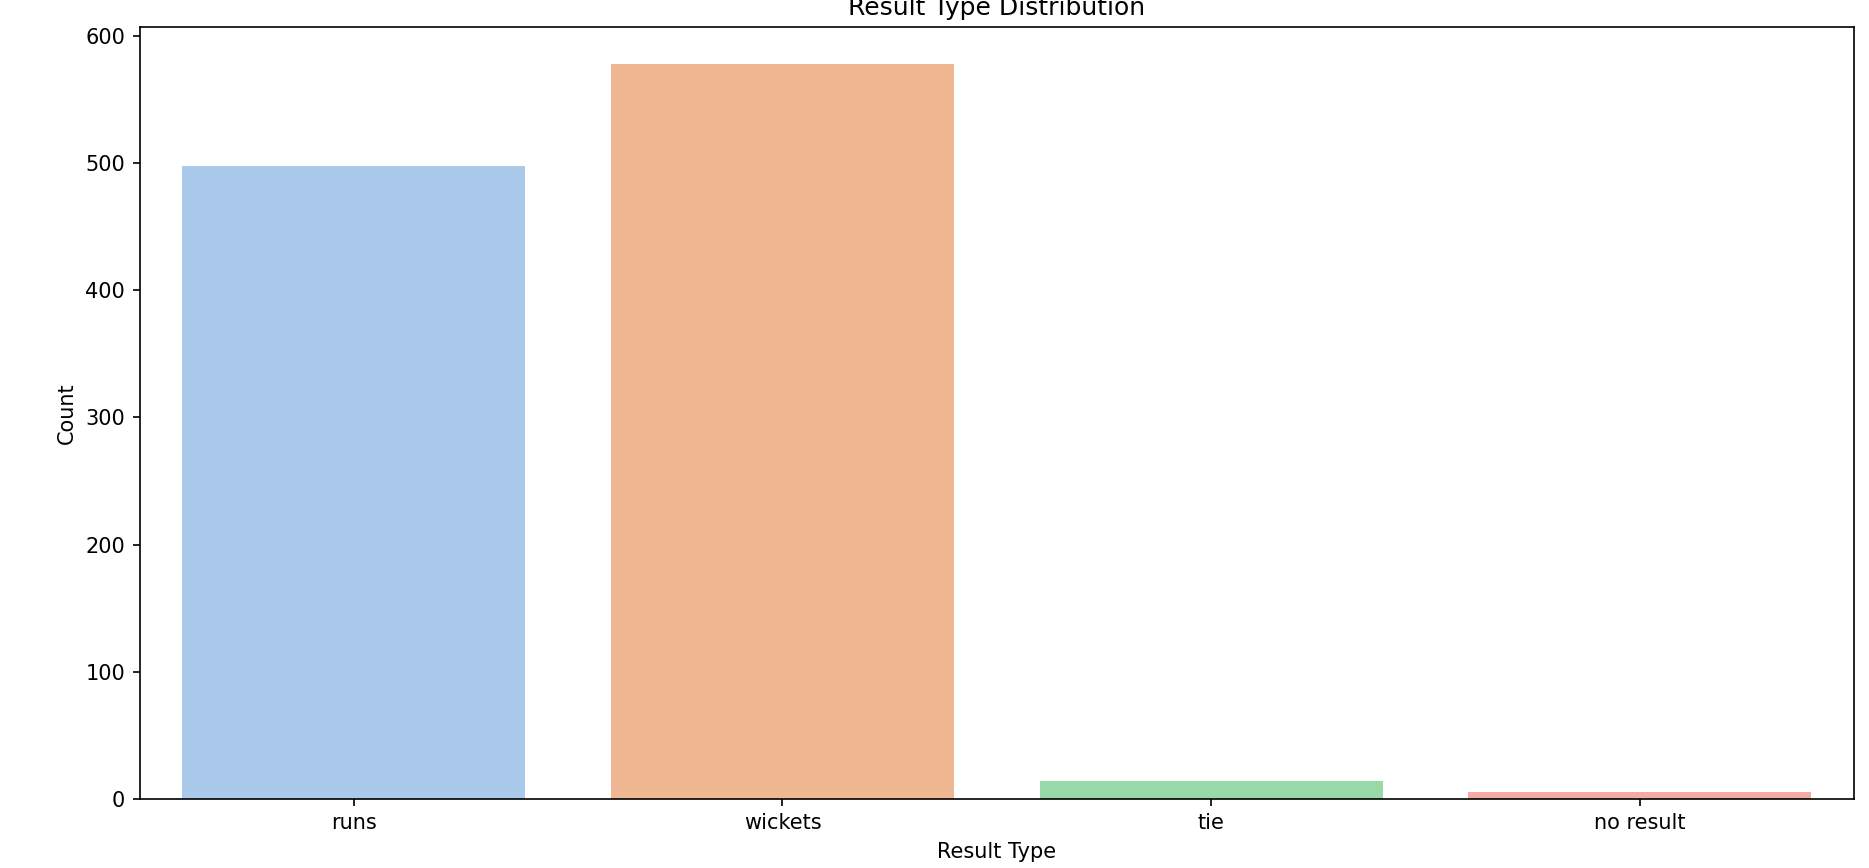 Result Type Distribution
600
500
400
300
200
100
0
Count
runs
wickets
tie
no result
Result Type